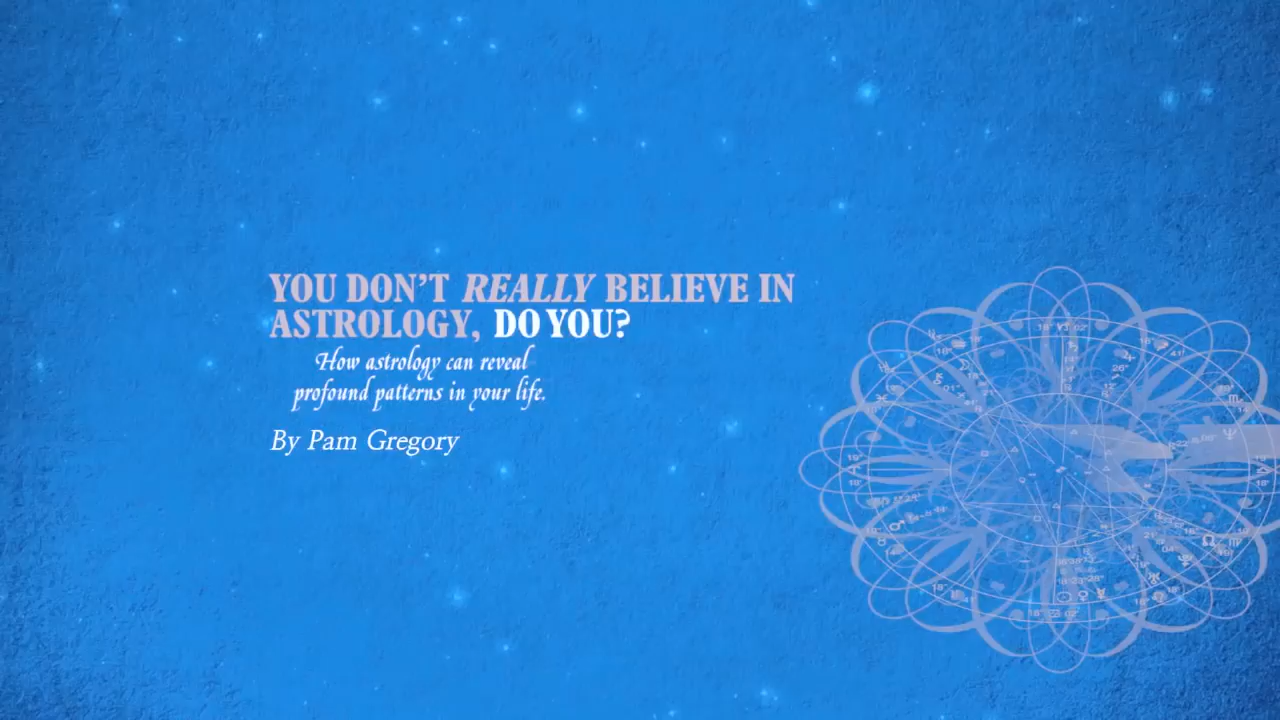 YOU DON'T REALLY BELIEVE IN
ASTROLOGY, DO YOU?
How astrology can reveal
profound patterns in your life.
By Pam Gregory